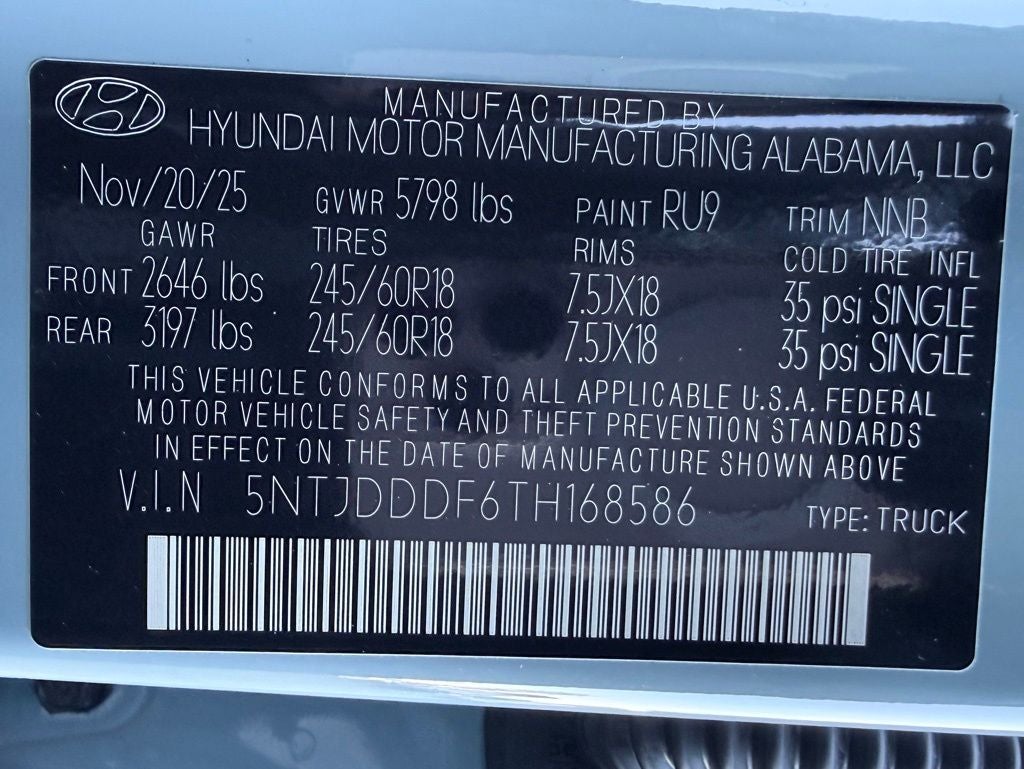 MANUFACTURED BY
HYUNDAI MOTOR MANUFACTURING ALABAMA, LLC
Nov/20/25 GVWR 5798 lbs PAINT RU9 TRIM NNB
GAWR TIRES RIMS COLD TIRE INFL
FRONT 2646 lbs 245/60R18 7.5JX18 35 psi SINGLE
REAR 3197 lbs 245/60R18 7.5JX18 35 psi SINGLE
THIS VEHICLE CONFORMS TO ALL APPLICABLE U.S.A. FEDERAL
MOTOR VEHICLE SAFETY AND THEFT PREVENTION STANDARDS
IN EFFECT ON THE DATE OF MANUFACTURE SHOWN ABOVE
V.I.N 5NTJDDDF6TH168586 TYPE: TRUCK